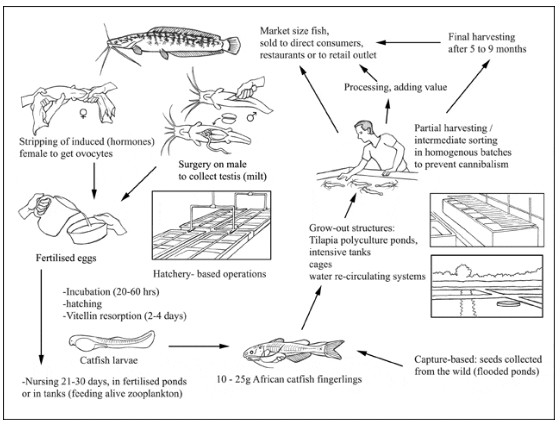 Market size fish,
sold to direct consumers,
restaurants or to retail outlet
Final harvesting
after 5 to 9 months
Processing, adding value
♀
♂
Stripping of induced (hormones)
female to get ovocytes
Surgery on male
to collect testis (milt)
Partial harvesting /
intermediate sorting
in homogenous batches
to prevent cannibalism
Fertilised eggs
Hatchery- based operations
Grow-out structures:
Tilapia polyculture ponds,
intensive tanks
cages
water re-circulating systems
-Incubation (20-60 hrs)
-hatching
-Vitellin resorption (2-4 days)
Catfish larvae
-Nursing 21-30 days, in fertilised ponds
or in tanks (feeding alive zooplankton)
10 - 25g African catfish fingerlings
Capture-based: seeds collected
from the wild (flooded ponds)